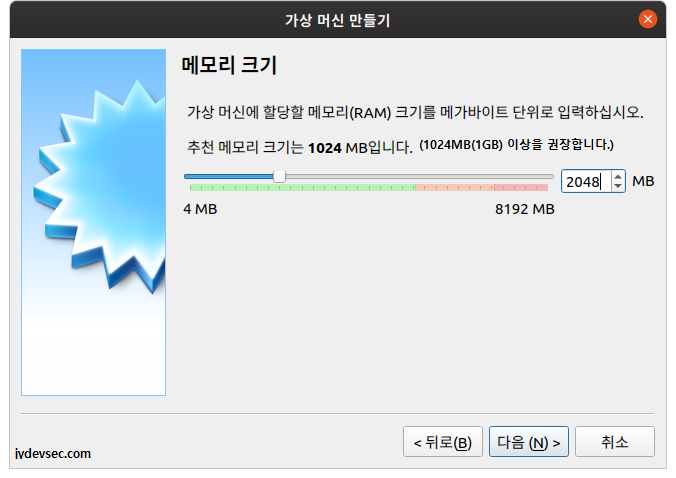 가상 머신 만들기
메모리 크기
가상 머신에 할당할 메모리(RAM) 크기를 메가바이트 단위로 입력하십시오.
추천 메모리 크기는 1024 MB입니다. (1024MB(1GB) 이상을 권장합니다.)
2048 MB
4 MB 8192 MB
< 뒤로(B) 다음 (N) > 취소
jydevsec.com